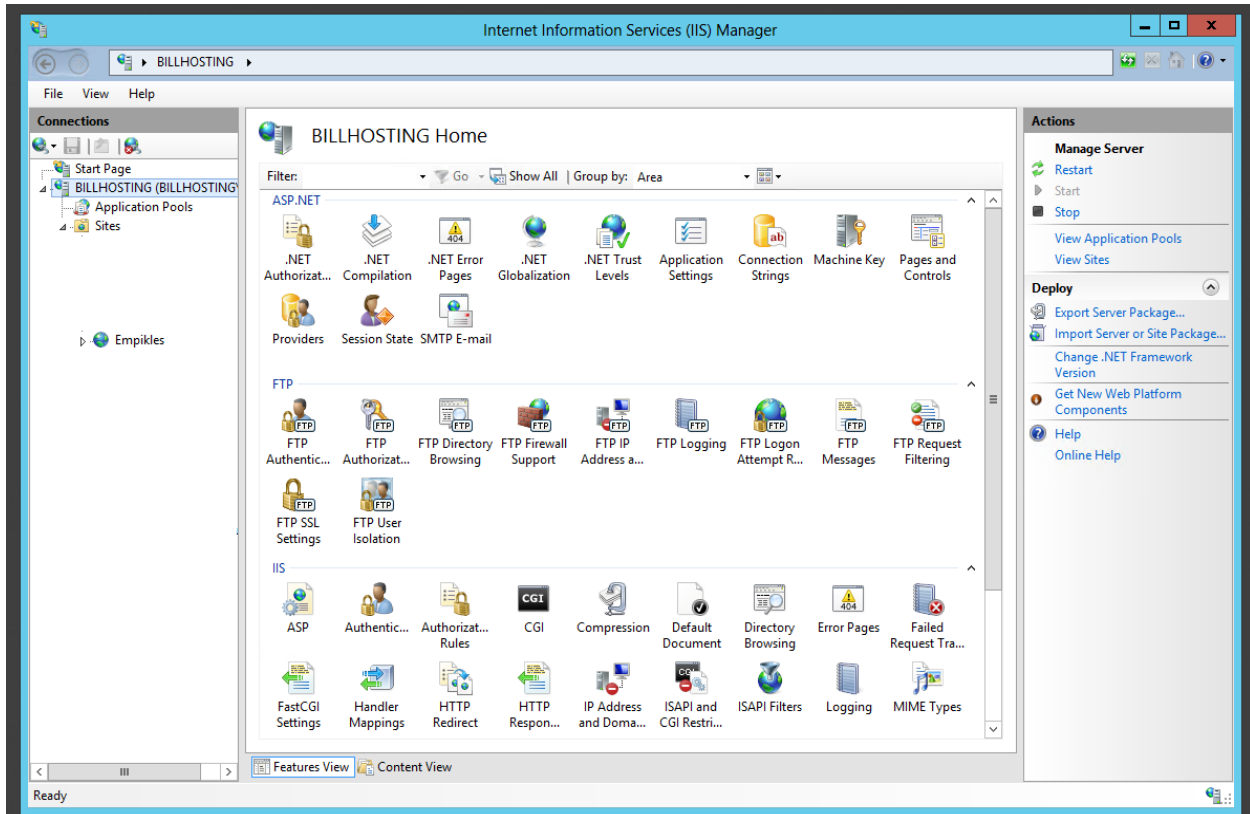 Internet Information Services (IIS) Manager
BILLHOSTING
File View Help
Connections
Start Page
BILLHOSTING (BILLHOSTING\
Application Pools
Sites
Empikles
BILLHOSTING Home
Filter: Go Show All Group by: Area
ASP.NET
.NET Authorizat...
.NET Compilation
.NET Error Pages
.NET Globalization
.NET Trust Levels
Application Settings
Connection Strings
Machine Key
Pages and Controls
Providers
Session State
SMTP E-mail
FTP
FTP Authentic...
FTP Authorizat...
FTP Directory Browsing
FTP Firewall Support
FTP IP Address a...
FTP Logging
FTP Logon Attempt R...
FTP Messages
FTP Request Filtering
FTP SSL Settings
FTP User Isolation
IIS
ASP
Authentic...
Authorizat... Rules
CGI
Compression
Default Document
Directory Browsing
Error Pages
Failed Request Tra...
FastCGI Settings
Handler Mappings
HTTP Redirect
HTTP Respon...
IP Address and Doma...
ISAPI and CGI Restri...
ISAPI Filters
Logging
MIME Types
Features View
Content View
Ready
Actions
Manage Server
Restart
Start
Stop
View Application Pools
View Sites
Deploy
Export Server Package...
Import Server or Site Package...
Change .NET Framework
Version
Get New Web Platform
Components
Help
Online Help